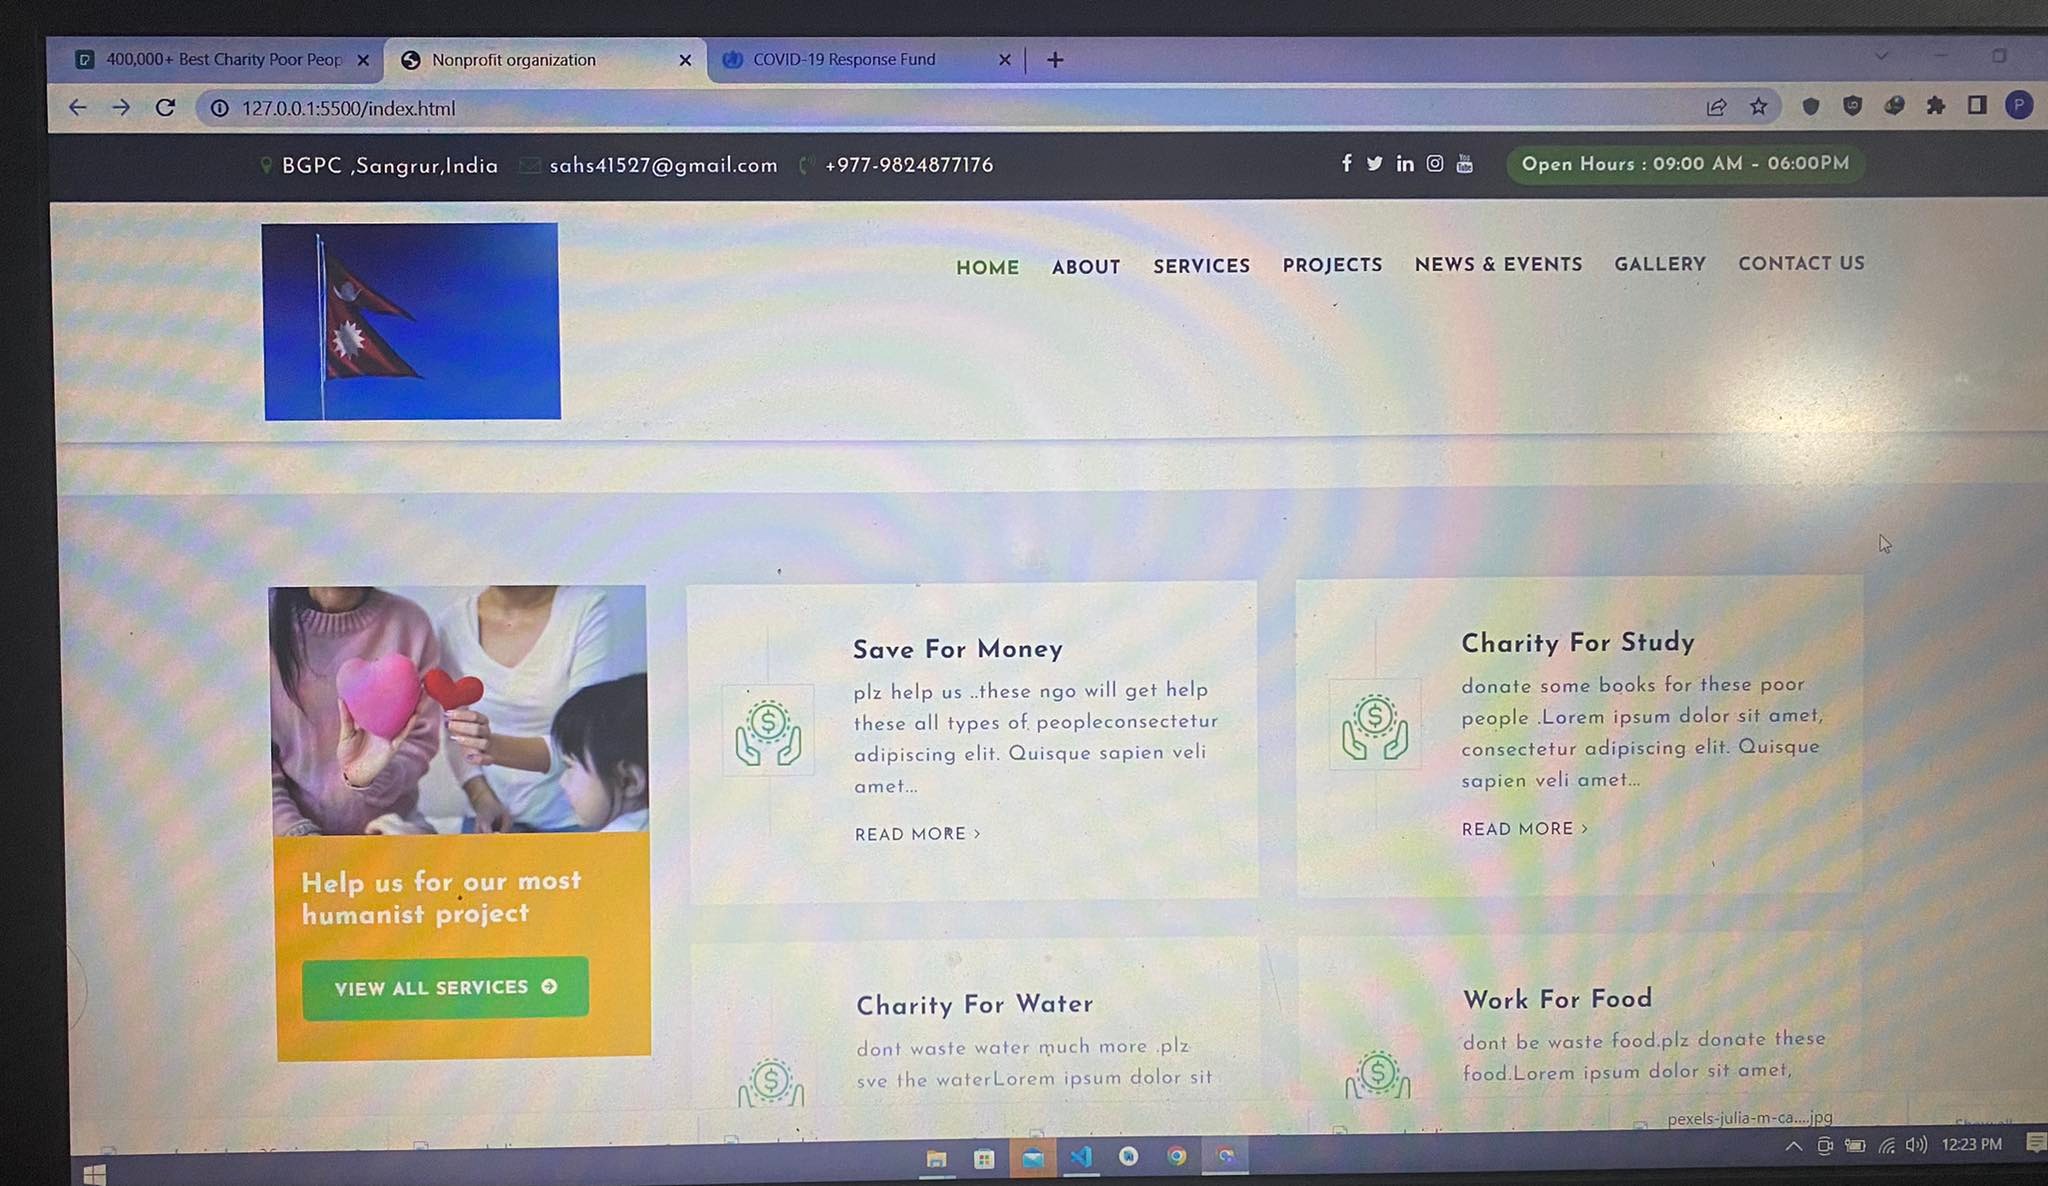 400,000+ Best Charity Poor Peop
Nonprofit organization
COVID-19 Response Fund
127.0.0.1:5500/index.html
P
BGPC ,Sangrur,India sahs41527@gmail.com +977-9824877176
You Tube
Open Hours : 09:00 AM - 06:00PM
HOME ABOUT SERVICES PROJECTS NEWS & EVENTS GALLERY CONTACT US
Help us for our most
humanist project
VIEW ALL SERVICES
Save For Money
plz help us ..these ngo will get help
these all types of peopleconsectetur
adipiscing elit. Quisque sapien veli
amet...
READ MORE >
Charity For Study
donate some books for these poor
people .Lorem ipsum dolor sit amet,
consectetur adipiscing elit. Quisque
sapien veli amet...
READ MORE >
Charity For Water
dont waste water much more .plz
sve the waterLorem ipsum dolor sit
Work For Food
dont be waste food.plz donate these
food.Lorem ipsum dolor sit amet,
pexels-julia-m-ca....jpg
12:23 PM